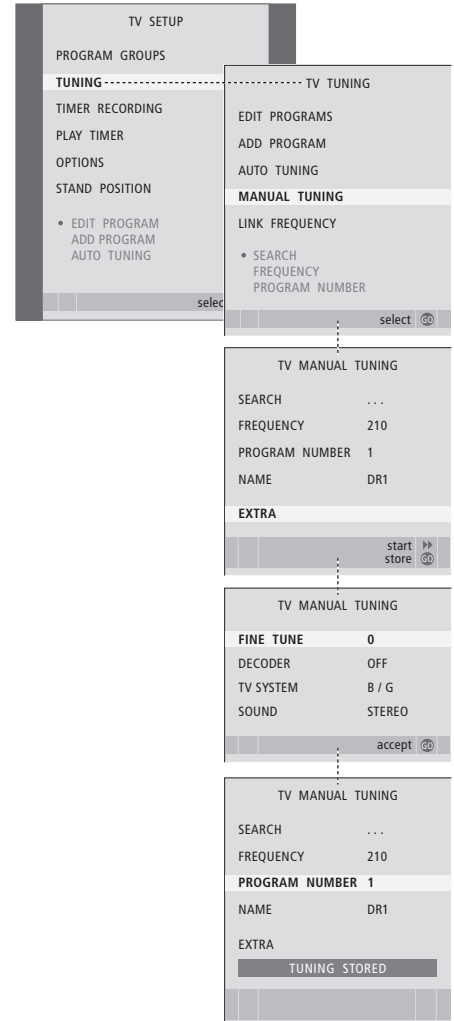 TV SETUP
PROGRAM GROUPS
TUNING
TIMER RECORDING
PLAY TIMER
OPTIONS
STAND POSITION
• EDIT PROGRAM
ADD PROGRAM
AUTO TUNING
selec
TV TUNING
EDIT PROGRAMS
ADD PROGRAM
AUTO TUNING
MANUAL TUNING
LINK FREQUENCY
• SEARCH
FREQUENCY
PROGRAM NUMBER
select GO
TV MANUAL TUNING
SEARCH . . .
FREQUENCY 210
PROGRAM NUMBER 1
NAME DR1
EXTRA
start
store GO
TV MANUAL TUNING
FINE TUNE 0
DECODER OFF
TV SYSTEM B / G
SOUND STEREO
accept GO
TV MANUAL TUNING
SEARCH . . .
FREQUENCY 210
PROGRAM NUMBER 1
NAME DR1
EXTRA
TUNING STORED